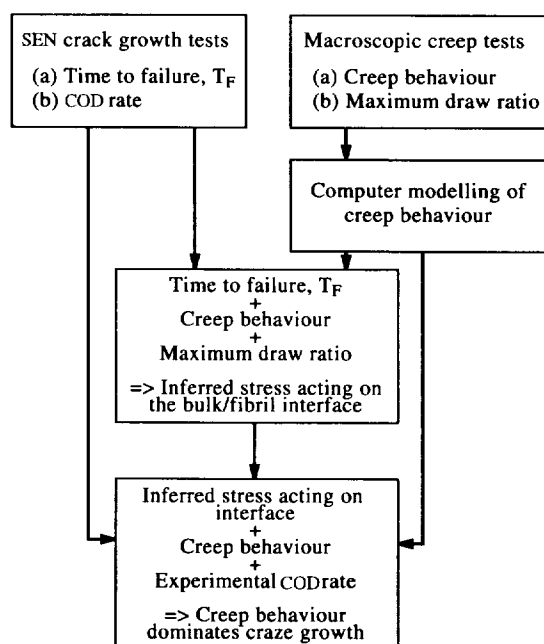 SEN crack growth tests
(a) Time to failure, TF
(b) COD rate
Macroscopic creep tests
(a) Creep behaviour
(b) Maximum draw ratio
Computer modelling of
creep behaviour
Time to failure, TF
+
Creep behaviour
+
Maximum draw ratio
=> Inferred stress acting on
the bulk/fibril interface
Inferred stress acting on
interface
+
Creep behaviour
+
Experimental COD rate
=> Creep behaviour
dominates craze growth